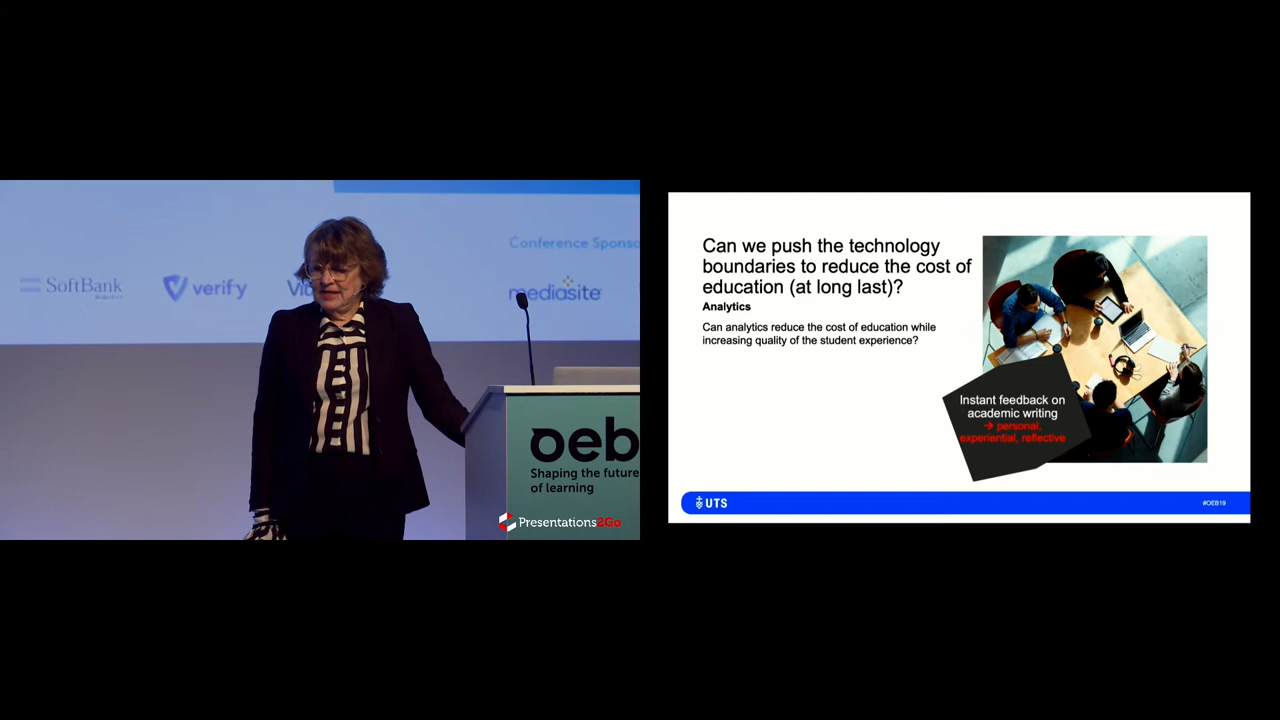 Conference Sponso
SoftBank
verify
mediasite
oeb
Shaping the future
of learning
Presentations2Go
Can we push the technology
boundaries to reduce the cost of
education (at long last)?
Analytics
Can analytics reduce the cost of education while
increasing quality of the student experience?
Instant feedback on
academic writing
→ personal,
experiential, reflective
UTS
#OEB19